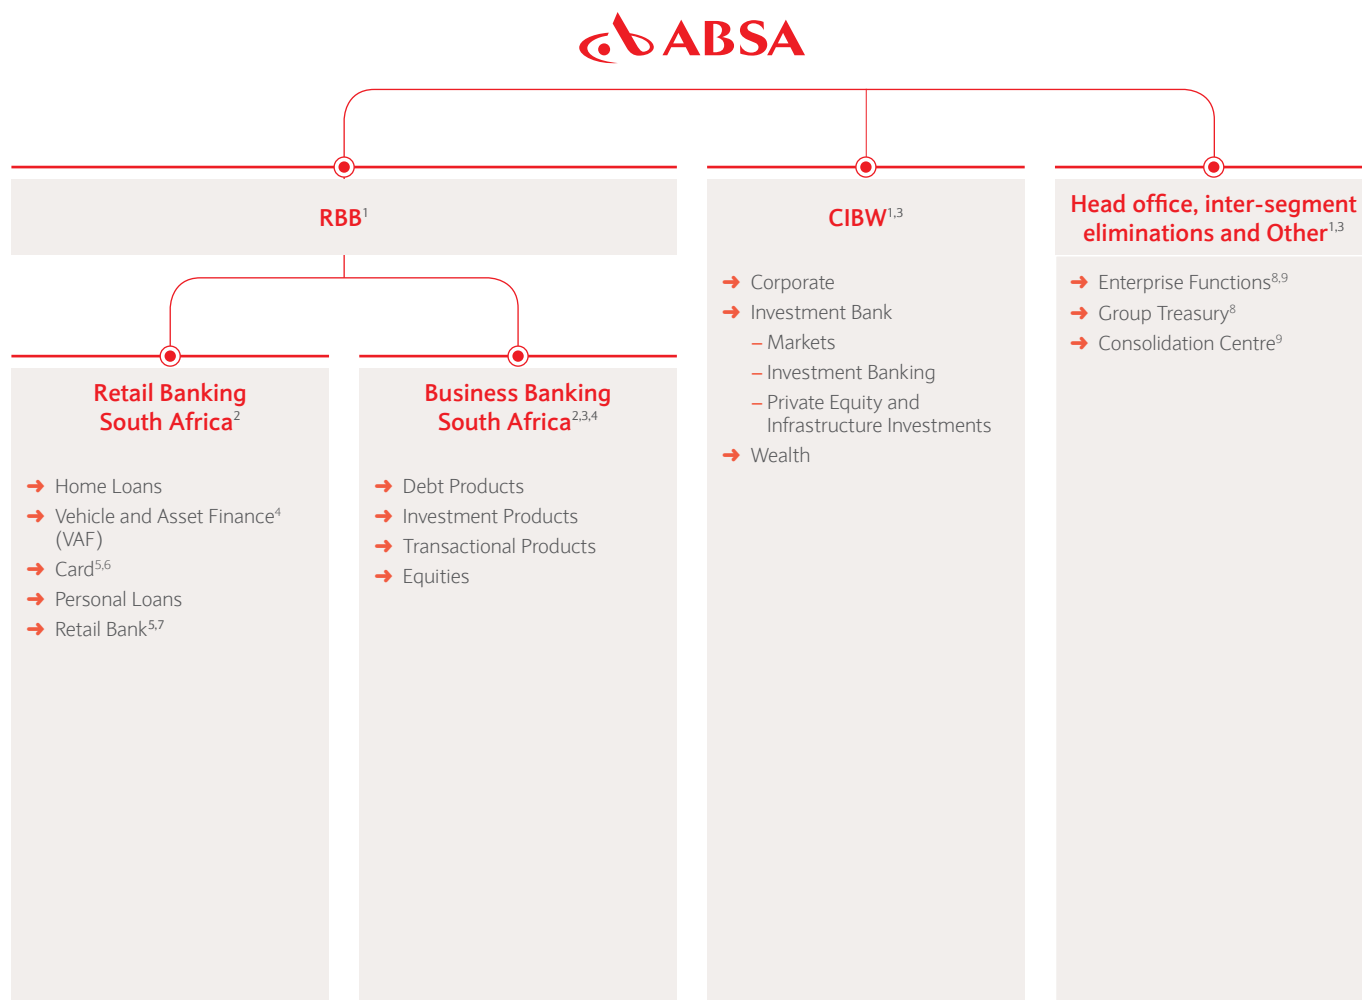 ABSA
RBB1
Retail Banking
South Africa2
➜ Home Loans
➜ Vehicle and Asset Finance4
(VAF)
➜ Card5,6
➜ Personal Loans
➜ Retail Bank5,7
Business Banking
South Africa2,3,4
➜ Debt Products
➜ Investment Products
➜ Transactional Products
➜ Equities
CIBW1,3
➜ Corporate
➜ Investment Bank
– Markets
– Investment Banking
– Private Equity and
Infrastructure Investments
➜ Wealth
Head office, inter-segment
eliminations and Other1,3
➜ Enterprise Functions8,9
➜ Group Treasury8
➜ Consolidation Centre9